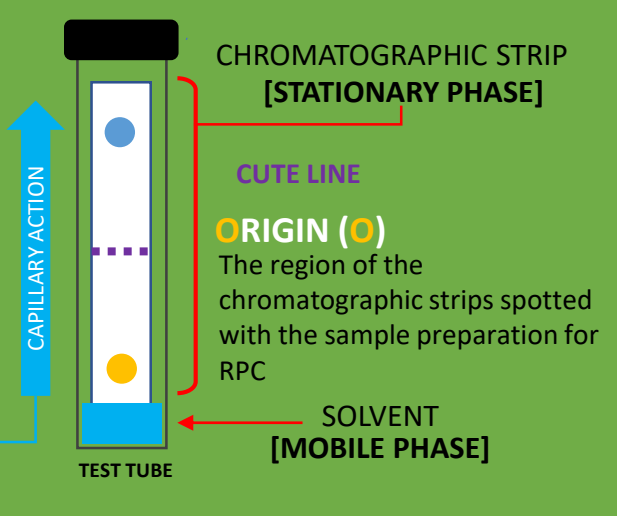 CHROMATOGRAPHIC STRIP
[STATIONARY PHASE]
CAPILLARY ACTION
CUTE LINE
ORIGIN (O)
The region of the
chromatographic strips spotted
with the sample preparation for
RPC
SOLVENT
[MOBILE PHASE]
TEST TUBE